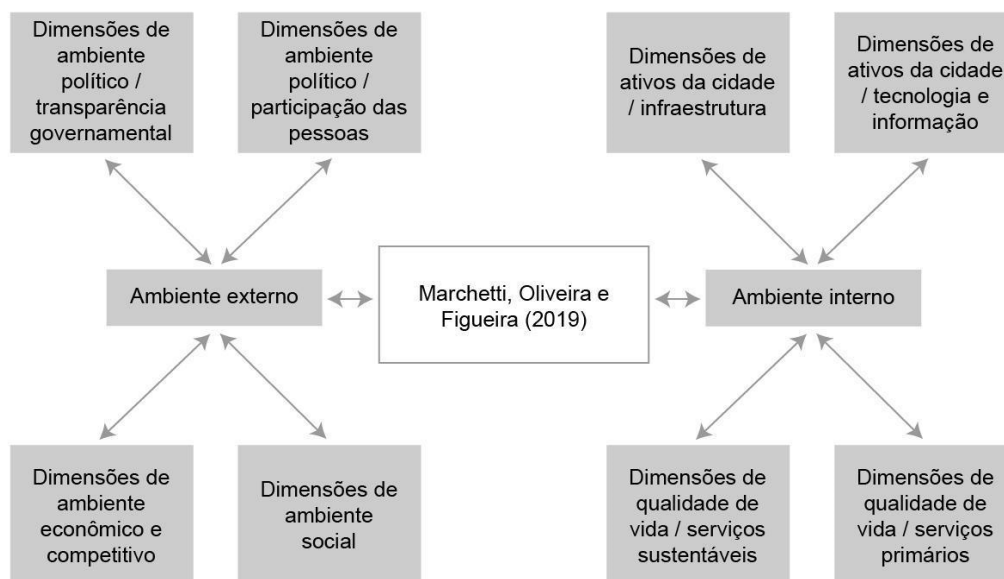 Dimensões de
ambiente
político /
transparência
governamental
Dimensões de
ambiente
político /
participação das
pessoas
Dimensões de
ativos da cidade
/ infraestrutura
Dimensões de
ativos da cidade
/ tecnologia e
informação
Ambiente externo
Marchetti, Oliveira e
Figueira (2019)
Ambiente interno
Dimensões de
ambiente
econômico e
competitivo
Dimensões de
ambiente
social
Dimensões de
qualidade de
vida / serviços
sustentáveis
Dimensões de
qualidade de
vida / serviços
primários